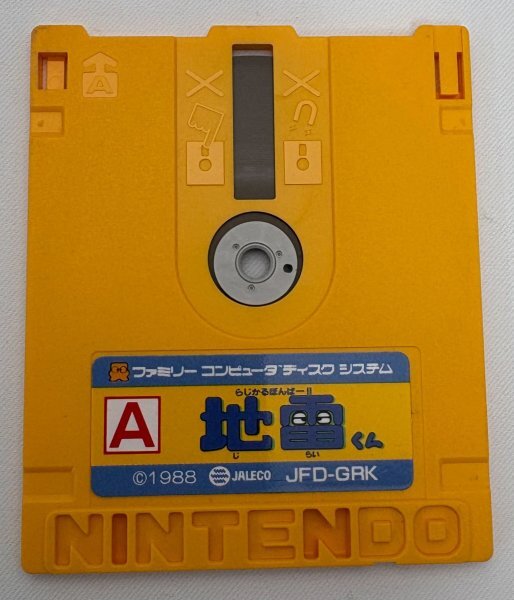 A
ファミリー コンピュータ ディスク システム
らじかるぼんばー!!
A
地雷くん
じ らい
©1988 JALECO JFD-GRK
NINTENDO